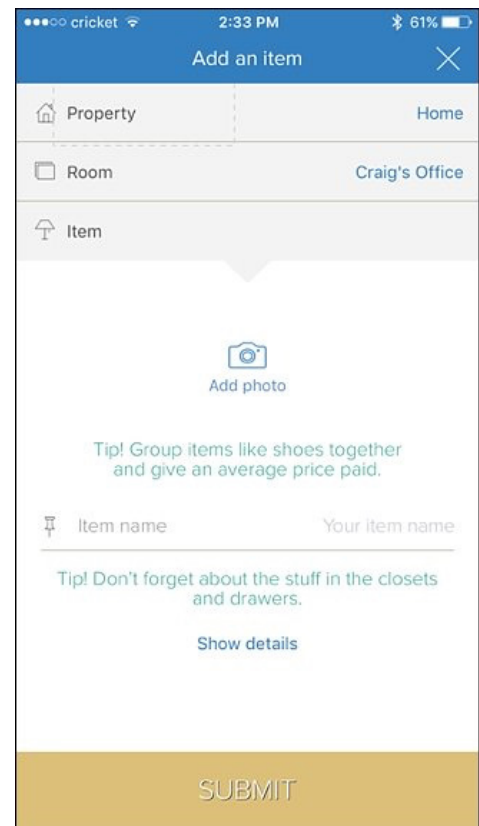 cricket 2:33 PM 61%
Add an item
Property Home
Room Craig's Office
Item
Add photo
Tip! Group items like shoes together
and give an average price paid.
Item name Your item name
Tip! Don't forget about the stuff in the closets
and drawers.
Show details
SUBMIT